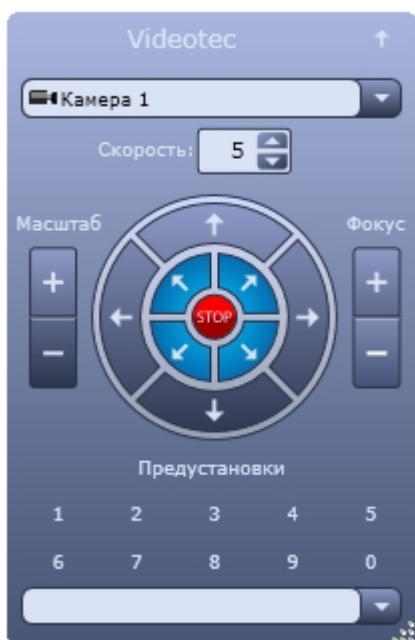 Videotec
Камера 1
Скорость: 5
Масштаб
Фокус
STOP
Предустановки
1 2 3 4 5
6 7 8 9 0